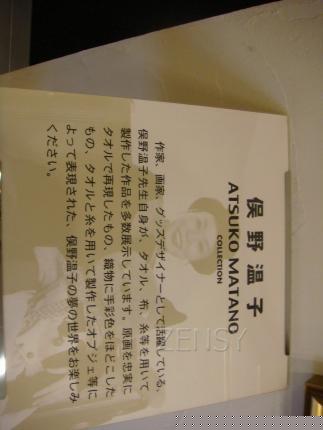 俣野温子
ATSUKO MATANO
COLLECTION
作家、画家、グッズデザイナーとして活躍している、
俣野温子先生自身が、タオル、布、糸等を用いて
製作した作品を多数展示しています。原画を忠実に
タオルで再現したもの、織物に手彩色をほどこした
もの、タオルと糸を用いて製作したオブジェ等に
よって表現された、俣野温子の夢の世界をお楽しみ
ください。
ZENSY